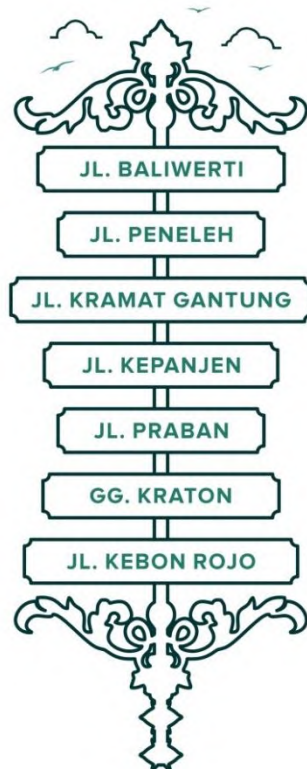 JL. BALIWERTI
JL. PENELEH
JL. KRAMAT GANTUNG
JL. KEPANJEN
JL. PRABAN
GG. KRATON
JL. KEBON ROJO